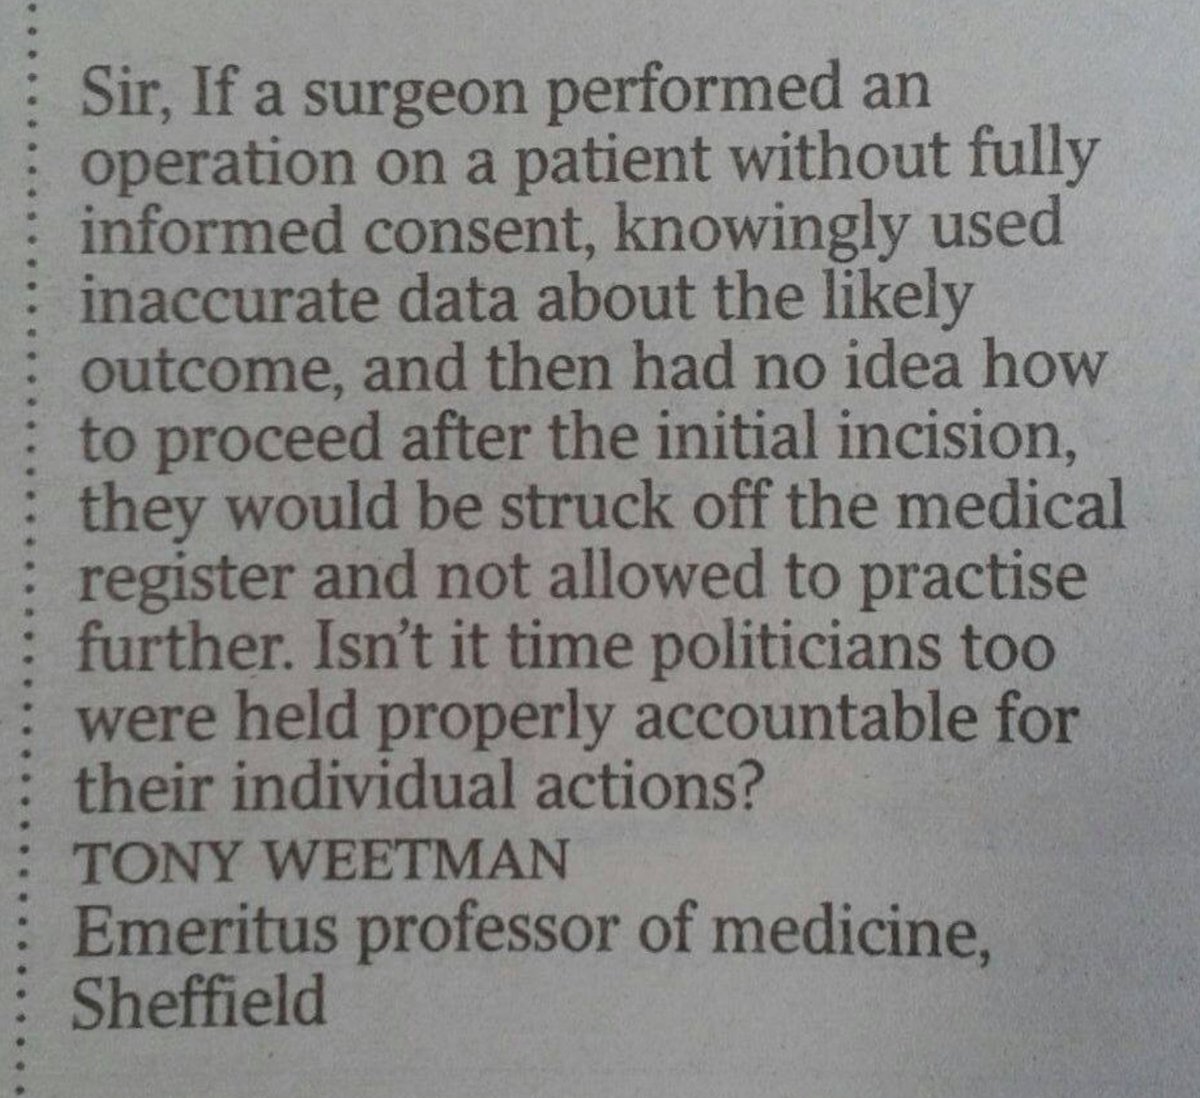 Sir, If a surgeon performed an
operation on a patient without fully
informed consent, knowingly used
inaccurate data about the likely
outcome, and then had no idea how
to proceed after the initial incision,
they would be struck off the medical
register and not allowed to practise
further. Isn’t it time politicians too
were held properly accountable for
their individual actions?
TONY WEETMAN
Emeritus professor of medicine,
Sheffield